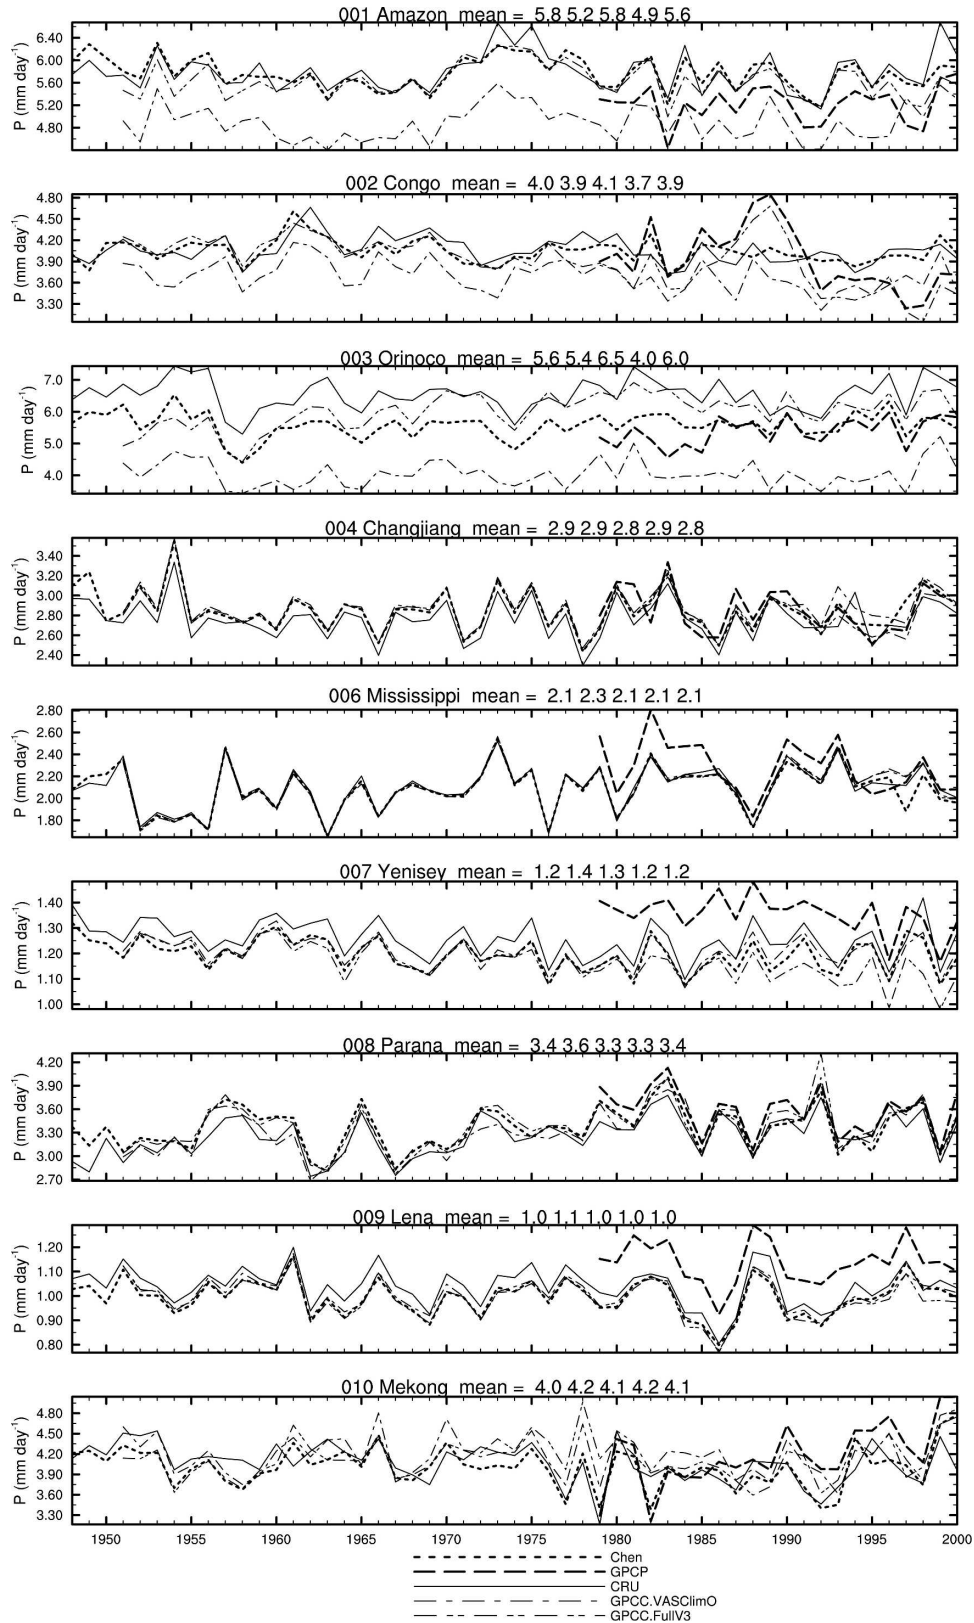 001 Amazon mean = 5.8 5.2 5.8 4.9 5.6
P (mm day-1)
6.40
6.00
5.60
5.20
4.80
002 Congo mean = 4.0 3.9 4.1 3.7 3.9
P (mm day-1)
4.80
4.50
4.20
3.90
3.60
3.30
003 Orinoco mean = 5.6 5.4 6.5 4.0 6.0
P (mm day-1)
7.0
6.0
5.0
4.0
004 Changjiang mean = 2.9 2.9 2.8 2.9 2.8
P (mm day-1)
3.40
3.20
3.00
2.80
2.60
2.40
006 Mississippi mean = 2.1 2.3 2.1 2.1 2.1
P (mm day-1)
2.80
2.60
2.40
2.20
2.00
1.80
007 Yenisey mean = 1.2 1.4 1.3 1.2 1.2
P (mm day-1)
1.40
1.30
1.20
1.10
1.00
008 Parana mean = 3.4 3.6 3.3 3.3 3.4
P (mm day-1)
4.20
3.90
3.60
3.30
3.00
2.70
009 Lena mean = 1.0 1.1 1.0 1.0 1.0
P (mm day-1)
1.20
1.10
1.00
0.90
0.80
010 Mekong mean = 4.0 4.2 4.1 4.2 4.1
P (mm day-1)
4.80
4.50
4.20
3.90
3.60
3.30
1950 1955 1960 1965 1970 1975 1980 1985 1990 1995 2000
Chen
GPCP
CRU
GPCC.VASClimO
GPCC.FullV3